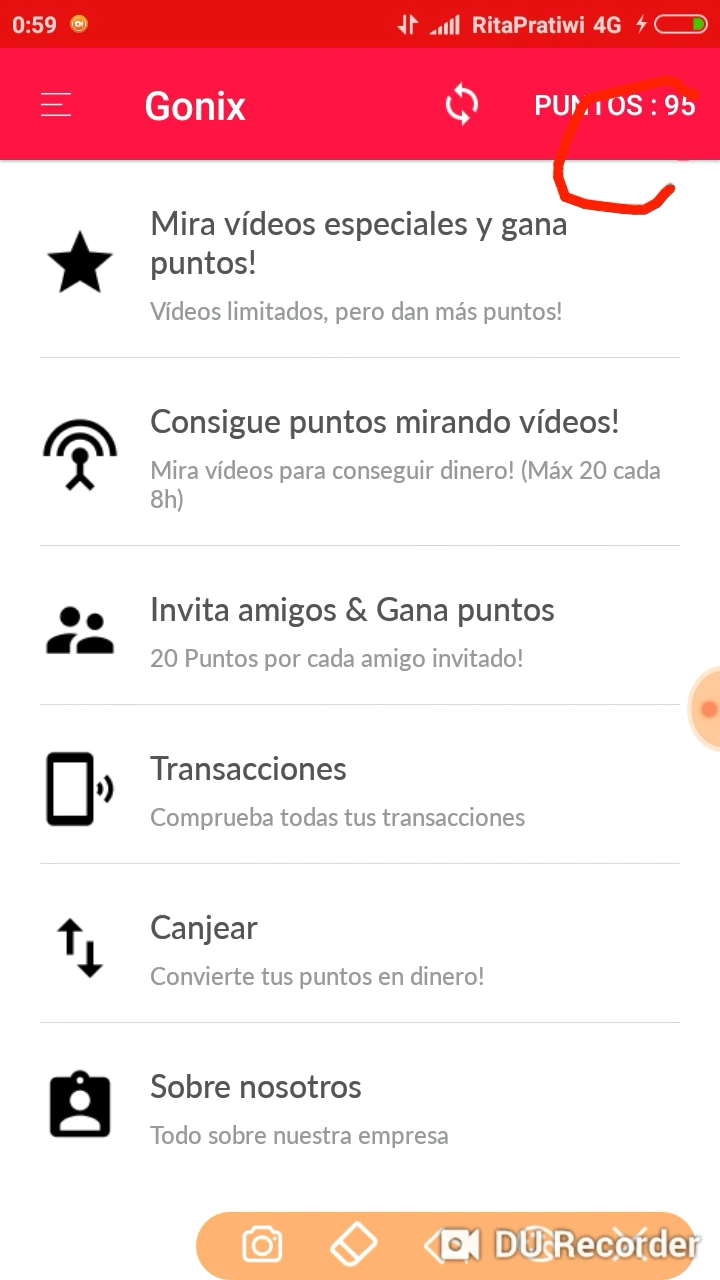 0:59 RitaPratiwi 4G
Gonix PUNTOS : 95
Mira vídeos especiales y gana
puntos!
Vídeos limitados, pero dan más puntos!
Consigue puntos mirando vídeos!
Mira vídeos para conseguir dinero! (Máx 20 cada
8h)
Invita amigos & Gana puntos
20 Puntos por cada amigo invitado!
Transacciones
Comprueba todas tus transacciones
Canjear
Convierte tus puntos en dinero!
Sobre nosotros
Todo sobre nuestra empresa
DU Recorder